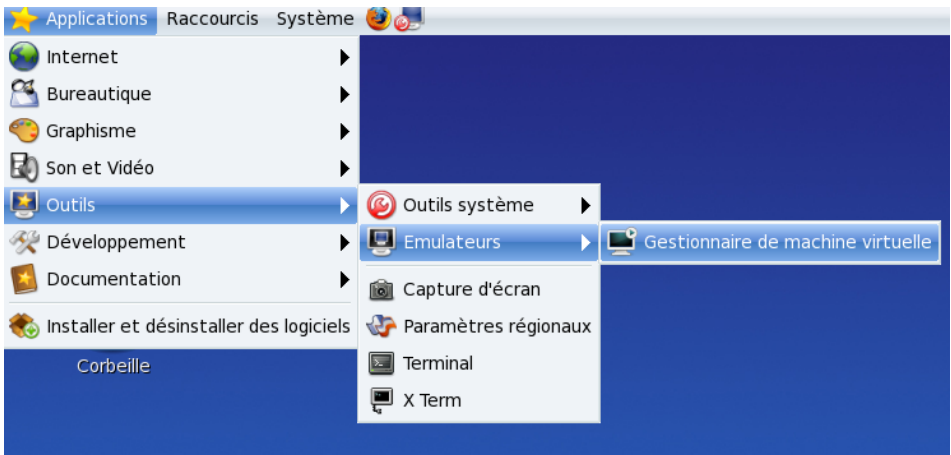 Applications Raccourcis Système
Internet
Bureautique
Graphisme
Son et Vidéo
Outils
Développement
Documentation
Installer et désinstaller des logiciels
Corbeille
Outils système
Emulateurs
Capture d'écran
Paramètres régionaux
Terminal
X Term
Gestionnaire de machine virtuelle